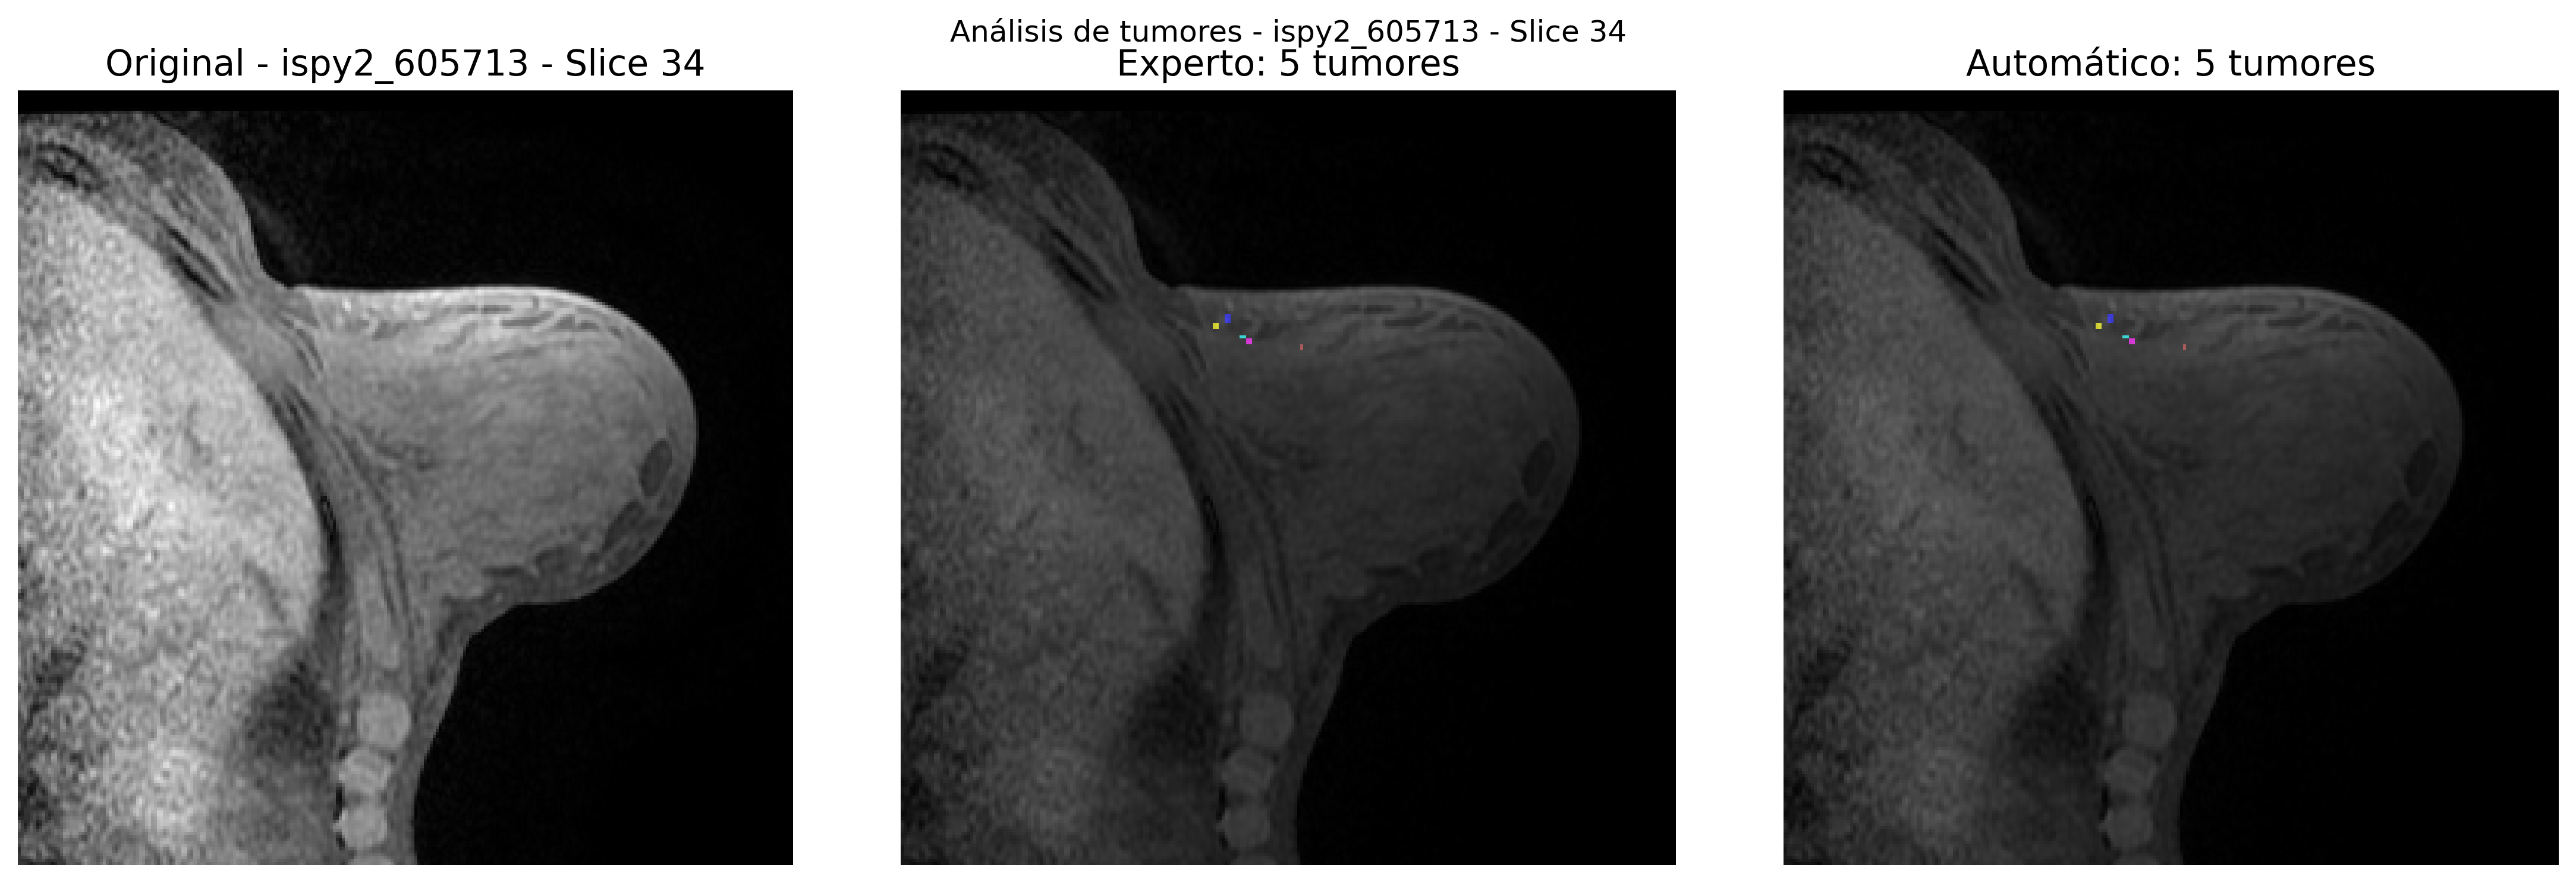 Análisis de tumores - ispy2_605713 - Slice 34
Original - ispy2_605713 - Slice 34
Experto: 5 tumores
Automático: 5 tumores